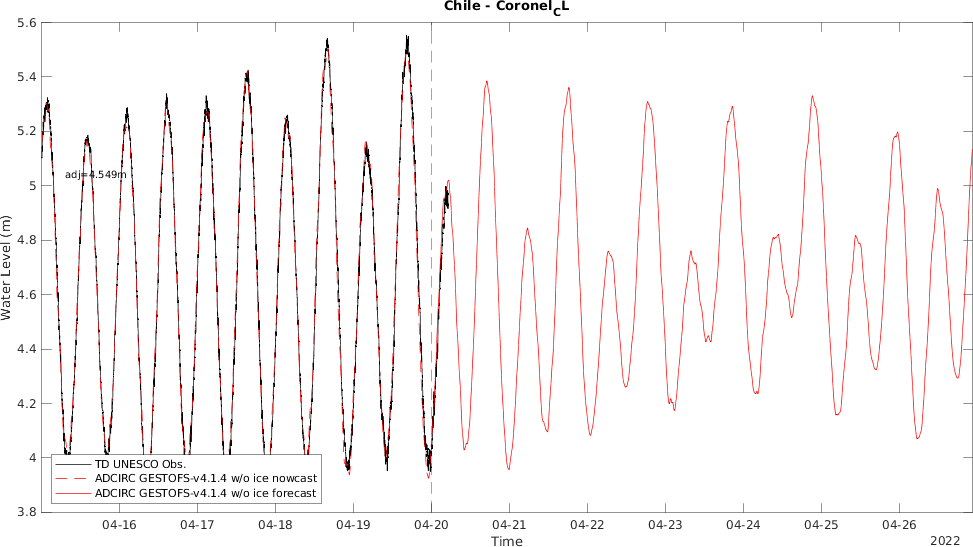 Chile - Coronel_CL
5.6
5.4
5.2
5
4.8
4.6
4.4
4.2
4
3.8
Water Level (m)
adj=4.549m
TD UNESCO Obs.
ADCIRC GESTOFS-v4.1.4 w/o ice nowcast
ADCIRC GESTOFS-v4.1.4 w/o ice forecast
04-16 04-17 04-18 04-19 04-20 04-21 04-22 04-23 04-24 04-25 04-26
Time
2022